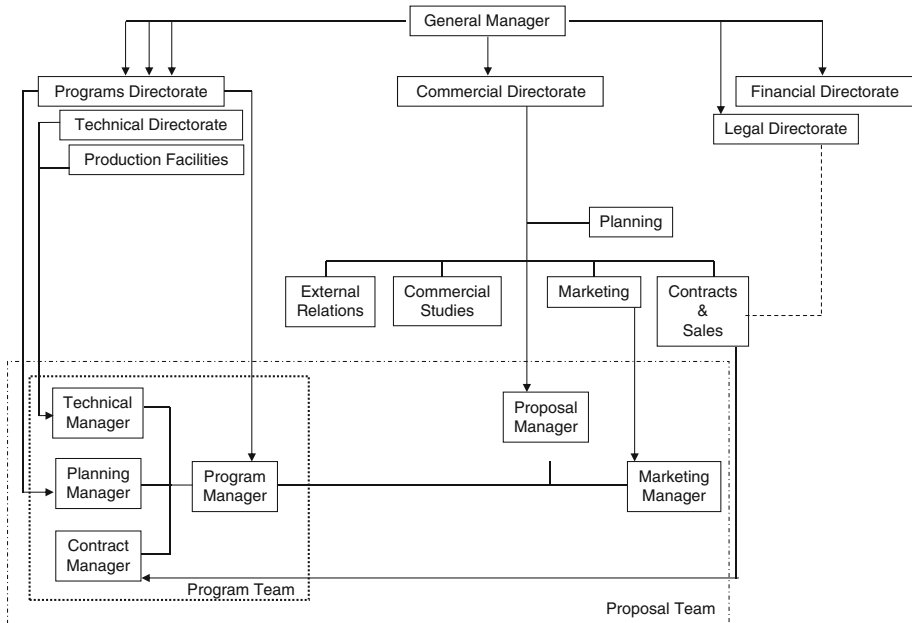 General Manager
Programs Directorate
Commercial Directorate
Financial Directorate
Technical Directorate
Legal Directorate
Production Facilities
Planning
External
Relations
Commercial
Studies
Marketing
Contracts
&
Sales
Technical
Manager
Proposal
Manager
Planning
Manager
Program
Manager
Marketing
Manager
Contract
Manager
Program Team
Proposal Team